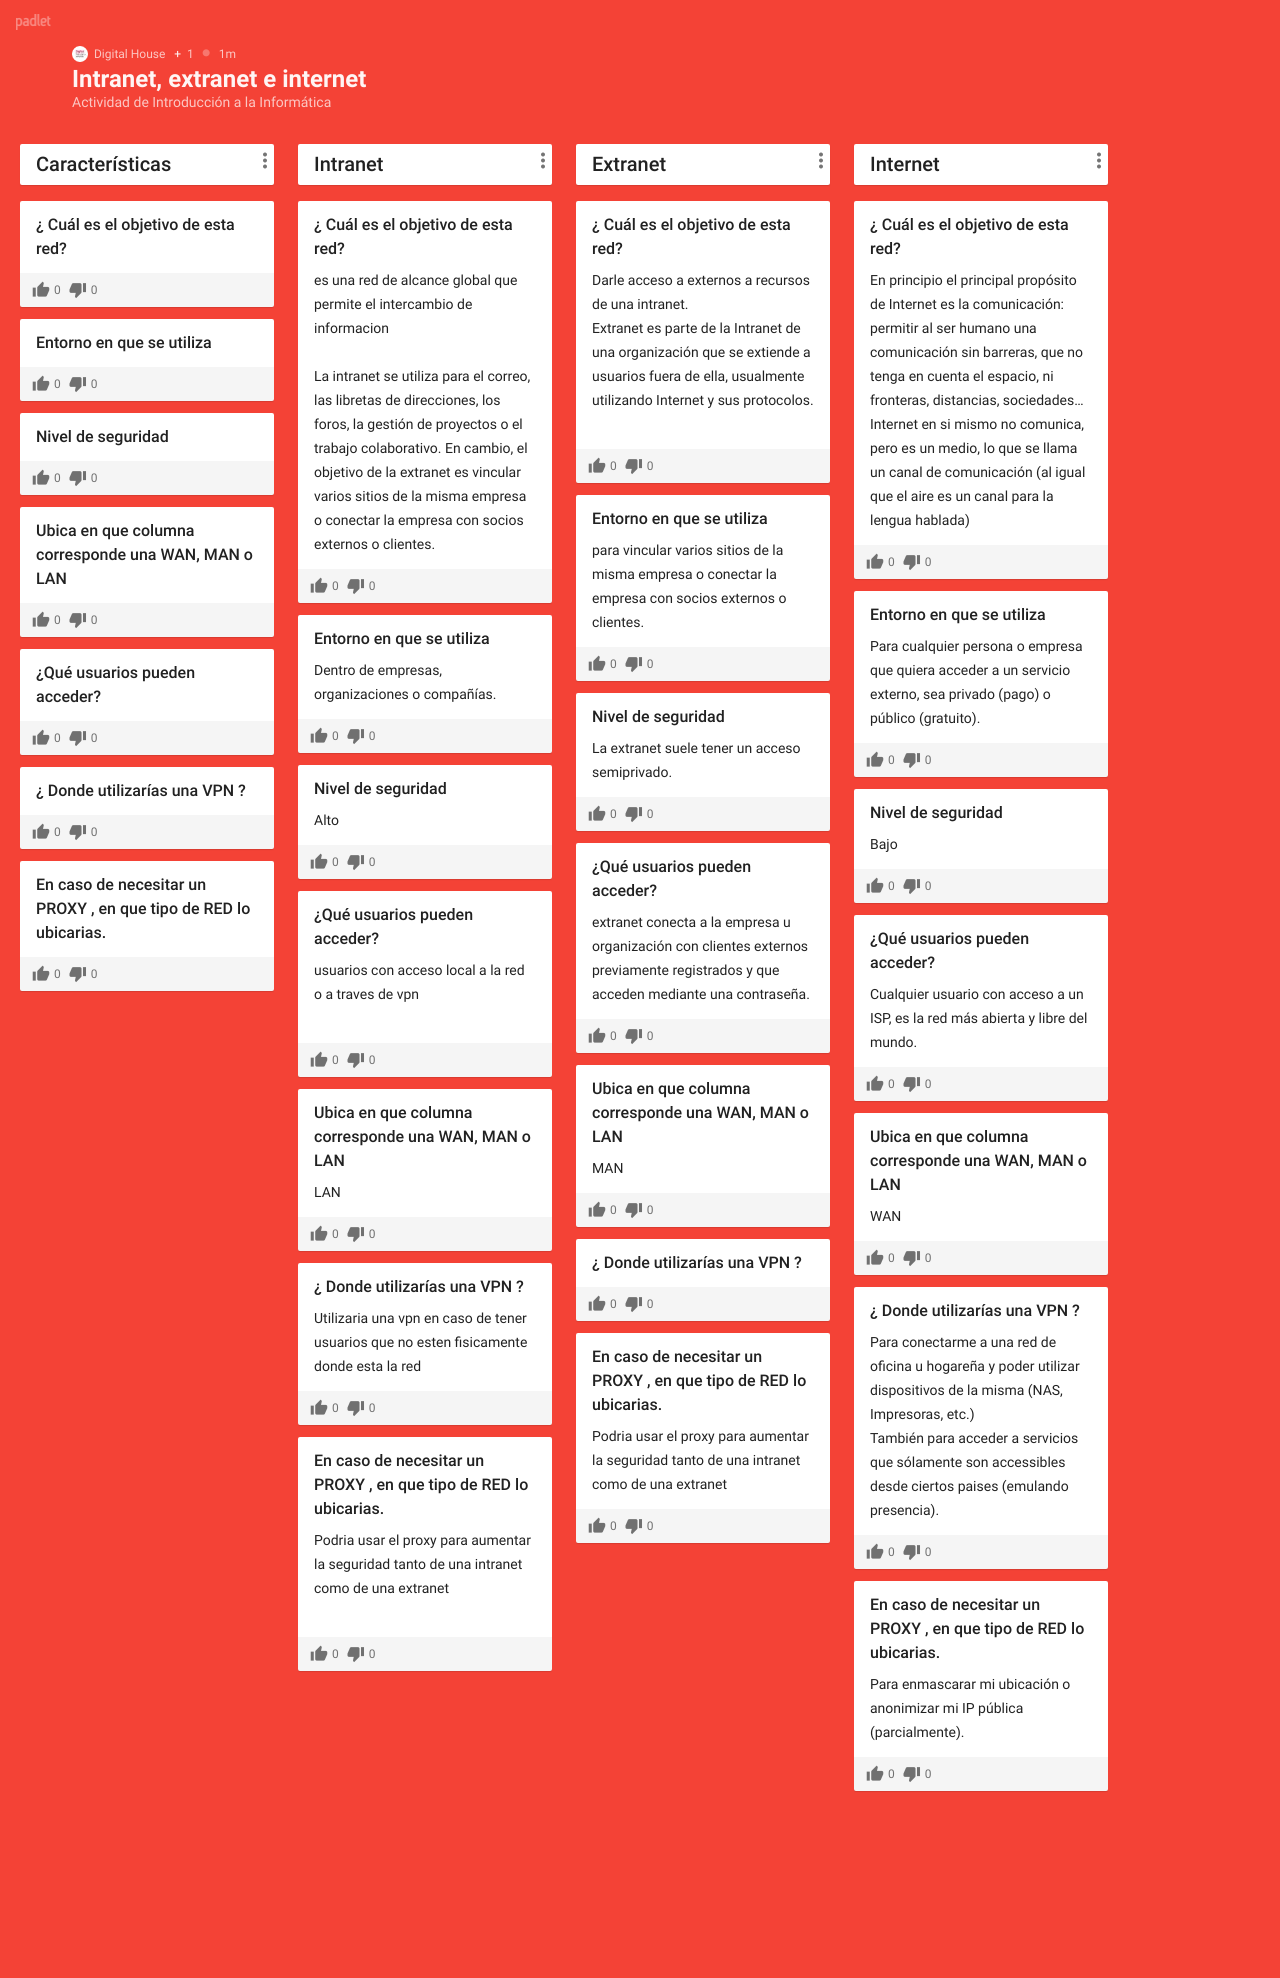 padlet
Digital House + 1 1m
Intranet, extranet e internet
Actividad de Introducción a la Informática
Características
¿ Cuál es el objetivo de esta
red?
0 0
Entorno en que se utiliza
0 0
Nivel de seguridad
0 0
Ubica en que columna
corresponde una WAN, MAN o
LAN
0 0
¿Qué usuarios pueden
acceder?
0 0
¿ Donde utilizarías una VPN ?
0 0
En caso de necesitar un
PROXY , en que tipo de RED lo
ubicarias.
0 0
Intranet
¿ Cuál es el objetivo de esta
red?
es una red de alcance global que
permite el intercambio de
informacion
La intranet se utiliza para el correo,
las libretas de direcciones, los
foros, la gestión de proyectos o el
trabajo colaborativo. En cambio, el
objetivo de la extranet es vincular
varios sitios de la misma empresa
o conectar la empresa con socios
externos o clientes.
0 0
Entorno en que se utiliza
Dentro de empresas,
organizaciones o compañías.
0 0
Nivel de seguridad
Alto
0 0
¿Qué usuarios pueden
acceder?
usuarios con acceso local a la red
o a traves de vpn
0 0
Ubica en que columna
corresponde una WAN, MAN o
LAN
LAN
0 0
¿ Donde utilizarías una VPN ?
Utilizaria una vpn en caso de tener
usuarios que no esten fisicamente
donde esta la red
0 0
En caso de necesitar un
PROXY , en que tipo de RED lo
ubicarias.
Podria usar el proxy para aumentar
la seguridad tanto de una intranet
como de una extranet
0 0
Extranet
¿ Cuál es el objetivo de esta
red?
Darle acceso a externos a recursos
de una intranet.
Extranet es parte de la Intranet de
una organización que se extiende a
usuarios fuera de ella, usualmente
utilizando Internet y sus protocolos.
0 0
Entorno en que se utiliza
para vincular varios sitios de la
misma empresa o conectar la
empresa con socios externos o
clientes.
0 0
Nivel de seguridad
La extranet suele tener un acceso
semiprivado.
0 0
¿Qué usuarios pueden
acceder?
extranet conecta a la empresa u
organización con clientes externos
previamente registrados y que
acceden mediante una contraseña.
0 0
Ubica en que columna
corresponde una WAN, MAN o
LAN
MAN
0 0
¿ Donde utilizarías una VPN ?
0 0
En caso de necesitar un
PROXY , en que tipo de RED lo
ubicarias.
Podria usar el proxy para aumentar
la seguridad tanto de una intranet
como de una extranet
0 0
Internet
¿ Cuál es el objetivo de esta
red?
En principio el principal propósito
de Internet es la comunicación:
permitir al ser humano una
comunicación sin barreras, que no
tenga en cuenta el espacio, ni
fronteras, distancias, sociedades…
Internet en si mismo no comunica,
pero es un medio, lo que se llama
un canal de comunicación (al igual
que el aire es un canal para la
lengua hablada)
0 0
Entorno en que se utiliza
Para cualquier persona o empresa
que quiera acceder a un servicio
externo, sea privado (pago) o
público (gratuito).
0 0
Nivel de seguridad
Bajo
0 0
¿Qué usuarios pueden
acceder?
Cualquier usuario con acceso a un
ISP, es la red más abierta y libre del
mundo.
0 0
Ubica en que columna
corresponde una WAN, MAN o
LAN
WAN
0 0
¿ Donde utilizarías una VPN ?
Para conectarme a una red de
oficina u hogareña y poder utilizar
dispositivos de la misma (NAS,
Impresoras, etc.)
También para acceder a servicios
que sólamente son accessibles
desde ciertos paises (emulando
presencia).
0 0
En caso de necesitar un
PROXY , en que tipo de RED lo
ubicarias.
Para enmascarar mi ubicación o
anonimizar mi IP pública
(parcialmente).
0 0